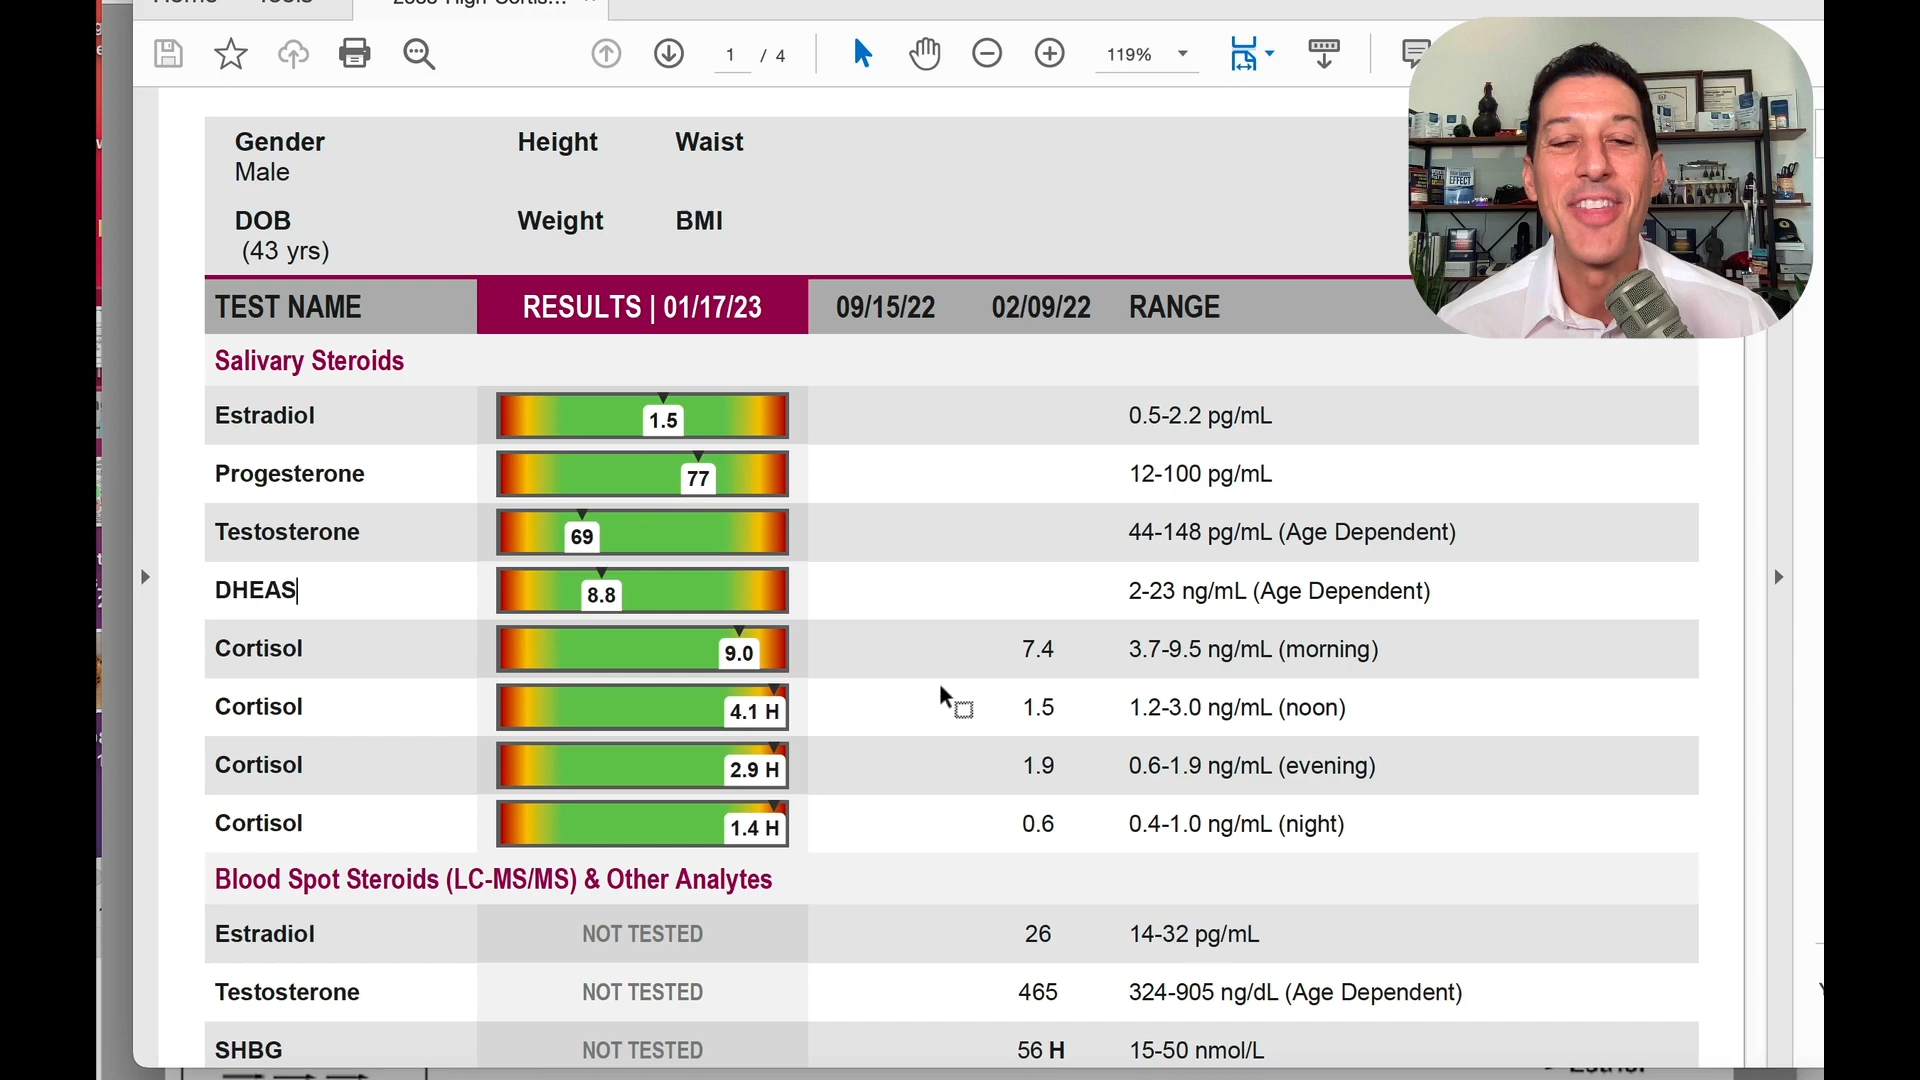 1 / 4 119%
Gender Height Waist
Male
DOB Weight BMI
(43 yrs)
TEST NAME RESULTS | 01/17/23 09/15/22 02/09/22 RANGE
Salivary Steroids
Estradiol 1.5 0.5-2.2 pg/mL
Progesterone 77 12-100 pg/mL
Testosterone 69 44-148 pg/mL (Age Dependent)
DHEAS 8.8 2-23 ng/mL (Age Dependent)
Cortisol 9.0 7.4 3.7-9.5 ng/mL (morning)
Cortisol 4.1 H 1.5 1.2-3.0 ng/mL (noon)
Cortisol 2.9 H 1.9 0.6-1.9 ng/mL (evening)
Cortisol 1.4 H 0.6 0.4-1.0 ng/mL (night)
Blood Spot Steroids (LC-MS/MS) & Other Analytes
Estradiol NOT TESTED 26 14-32 pg/mL
Testosterone NOT TESTED 465 324-905 ng/dL (Age Dependent)
SHBG NOT TESTED 56 H 15-50 nmol/L